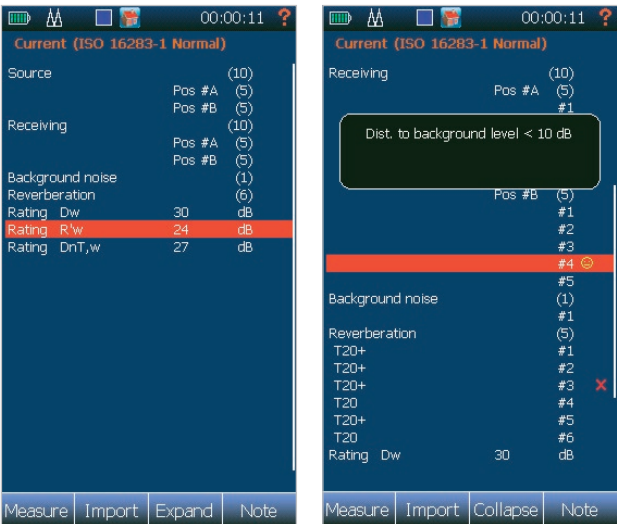 00:00:11 ?
Current (ISO 16283-1 Normal)
Source (10)
Pos #A (5)
Pos #B (5)
Receiving (10)
Pos #A (5)
Pos #B (5)
Background noise (1)
Reverberation (6)
Rating Dw 30 dB
Rating R'w 24 dB
Rating DnT,w 27 dB
Measure Import Expand Note
00:00:11 ?
Current (ISO 16283-1 Normal)
Receiving (10)
Pos #A (5)
#1
Dist. to background level < 10 dB
Pos #B (5)
#1
#2
#3
#4
#5
Background noise (1)
#1
Reverberation (5)
T20+ #1
T20+ #2
T20+ #3
T20 #4
T20+ #5
T20 #6
Rating Dw 30 dB
Measure Import Collapse Note